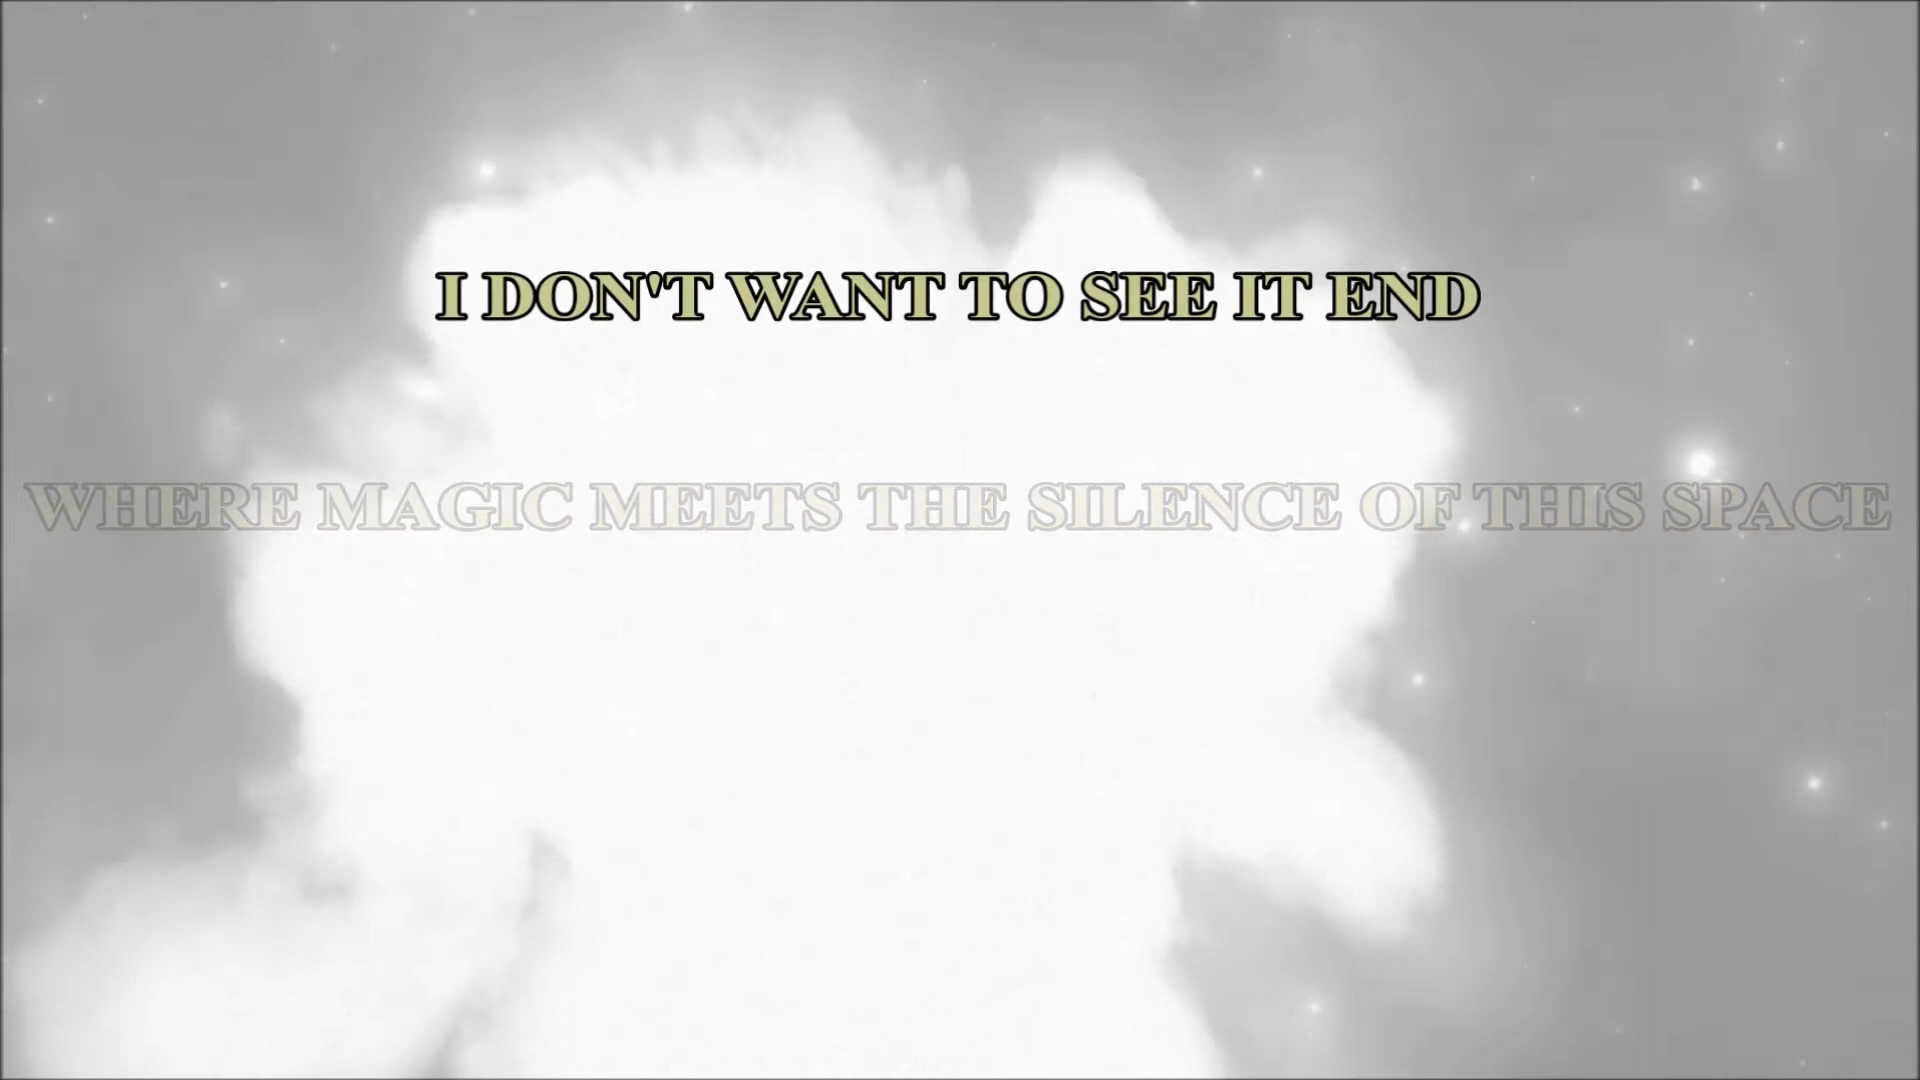 I DON'T WANT TO SEE IT END
WHERE MAGIC MEETS THE SILENCE OF THIS SPACE